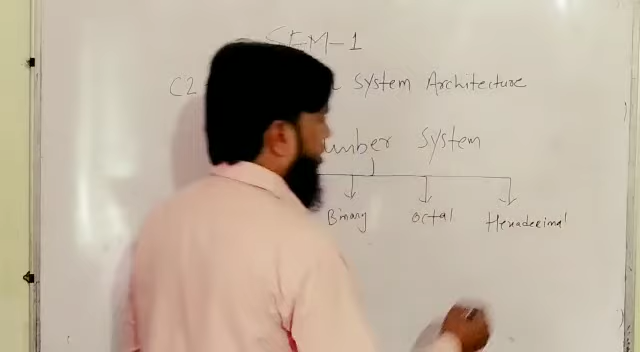 SEM-1
C2 System Architecture
umber System
Binary Octal Hexadecimal